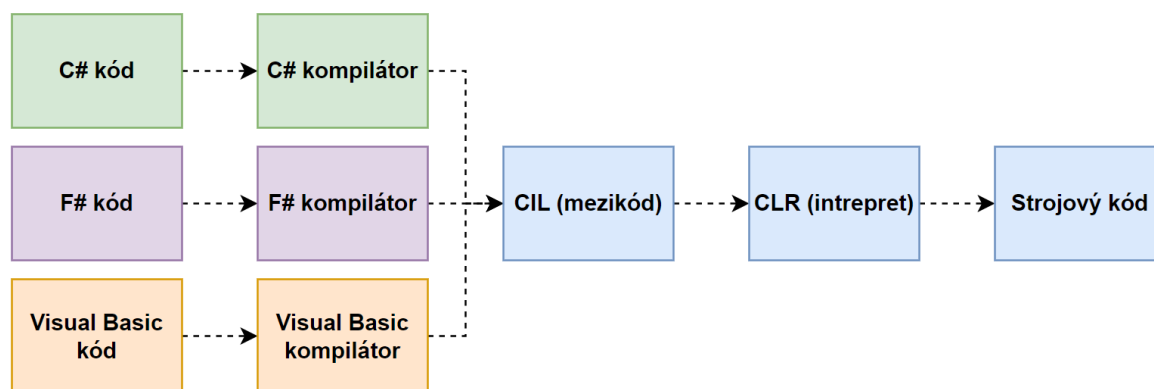 C# kód
C# kompilátor
F# kód
F# kompilátor
CIL (mezikód)
CLR (intrepret)
Strojový kód
Visual Basic
kód
Visual Basic
kompilátor